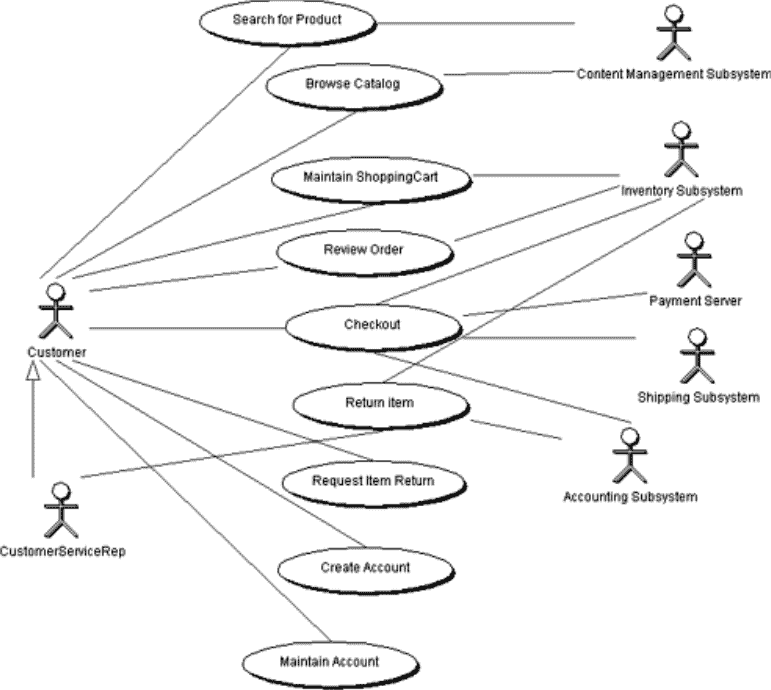 Search for Product
Content Management Subsystem
Browse Catalog
Maintain ShoppingCart
Inventory Subsystem
Review Order
Payment Server
Checkout
Customer
Shipping Subsystem
Return item
Request Item Return
Accounting Subsystem
CustomerServiceRep
Create Account
Maintain Account